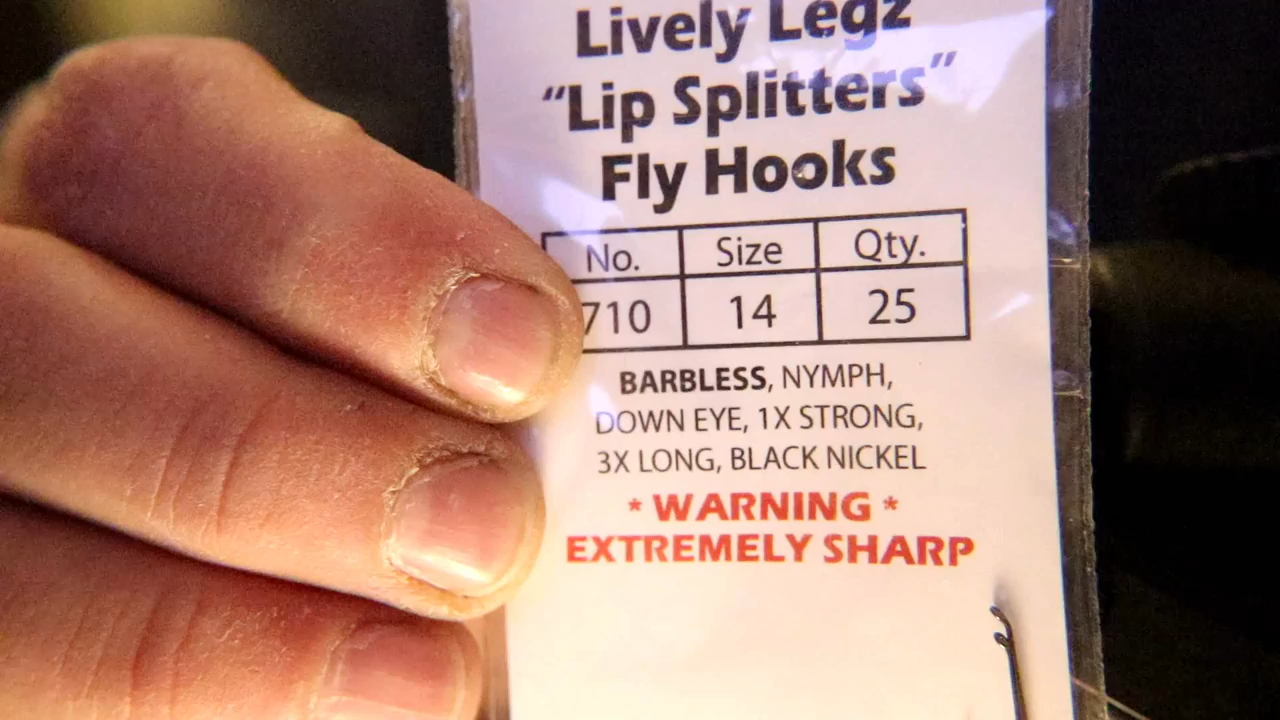 Lively Legz
“Lip Splitters”
Fly Hooks
No. Size Qty.
710 14 25
BARBLESS, NYMPH,
DOWN EYE, 1X STRONG,
3X LONG, BLACK NICKEL
* WARNING *
EXTREMELY SHARP